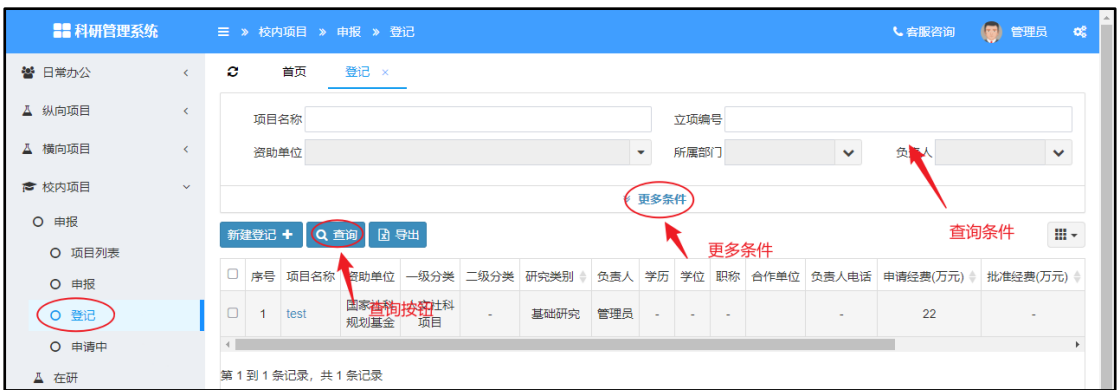 科研管理系统
校内项目 » 申报 » 登记
客服咨询
管理员
日常办公
首页
登记 ×
纵向项目
项目名称
立项编号
横向项目
资助单位
所属部门
负责人
校内项目
更多条件
申报
新建登记 +
查询
导出
更多条件
查询条件
项目列表
申报
序号 项目名称 资助单位 一级分类 二级分类 研究类别 负责人 学历 学位 职称 合作单位 负责人电话 申请经费(万元) 批准经费(万元)
查询按钮
登记
1 test 国家社科 人文社科 - 基础研究 管理员 - - - - 22 -
规划基金 项目
申请中
在研
第 1 到 1 条记录，共 1 条记录